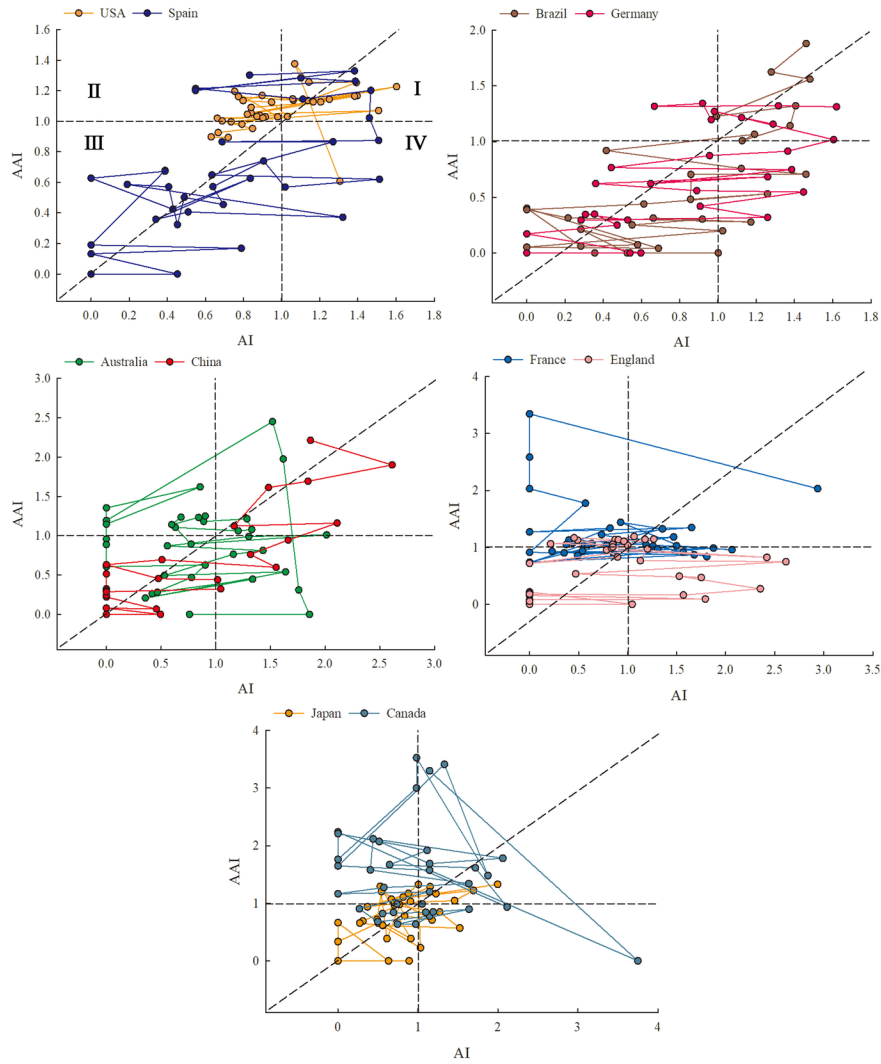 USA Spain
1.6
1.4
1.2
1.0
0.8
0.6
0.4
0.2
0.0
AAI
II I
III IV
0.0 0.2 0.4 0.6 0.8 1.0 1.2 1.4 1.6 1.8
AI
Brazil Germany
2.0
1.5
1.0
0.5
0.0
AAI
0.0 0.2 0.4 0.6 0.8 1.0 1.2 1.4 1.6 1.8
AI
Australia China
3.0
2.5
2.0
1.5
1.0
0.5
0.0
AAI
0.0 0.5 1.0 1.5 2.0 2.5 3.0
AI
France England
4
3
2
1
0
AAI
0.0 0.5 1.0 1.5 2.0 2.5 3.0 3.5
AI
Japan Canada
4
3
2
1
0
AAI
0 1 2 3 4
AI